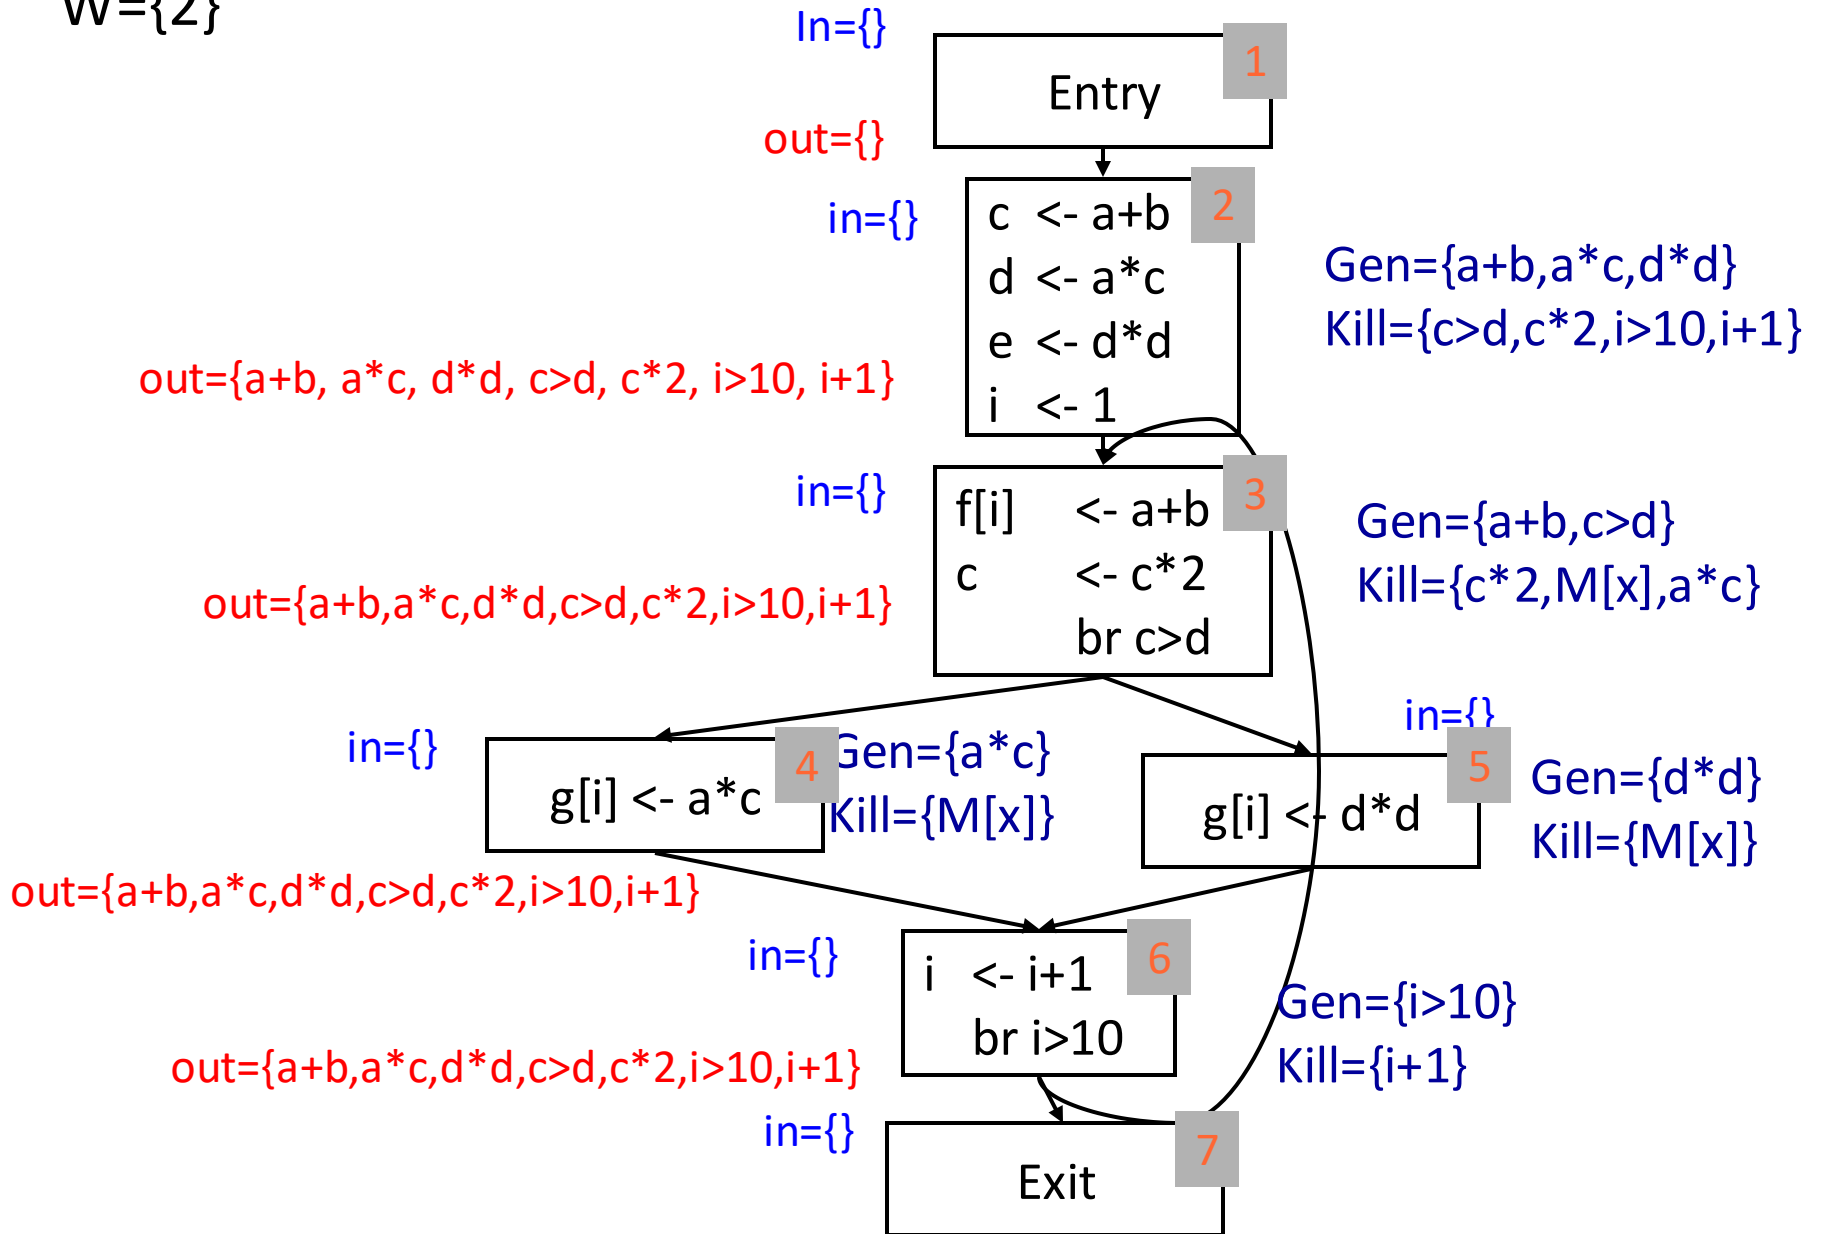 W={2}
In={}
1
Entry
out={}
2
in={}
c <- a+b
d <- a*c
e <- d*d
i <- 1
Gen={a+b,a*c,d*d}
Kill={c>d,c*2,i>10,i+1}
out={a+b, a*c, d*d, c>d, c*2, i>10, i+1}
in={}
3
f[i] <- a+b
c <- c*2
br c>d
Gen={a+b,c>d}
Kill={c*2,M[x],a*c}
out={a+b,a*c,d*d,c>d,c*2,i>10,i+1}
in={}
4
g[i] <- a*c
Gen={a*c}
Kill={M[x]}
in={}
5
g[i] <- d*d
Gen={d*d}
Kill={M[x]}
out={a+b,a*c,d*d,c>d,c*2,i>10,i+1}
in={}
6
i <- i+1
br i>10
Gen={i>10}
Kill={i+1}
out={a+b,a*c,d*d,c>d,c*2,i>10,i+1}
in={}
7
Exit